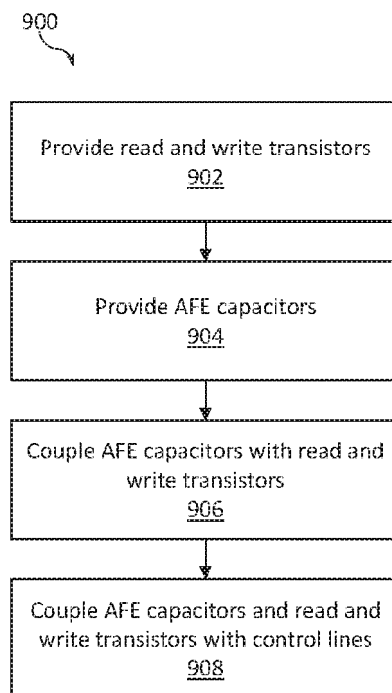 900
Provide read and write transistors
902
Provide AFE capacitors
904
Couple AFE capacitors with read and
write transistors
906
Couple AFE capacitors and read and
write transistors with control lines
908